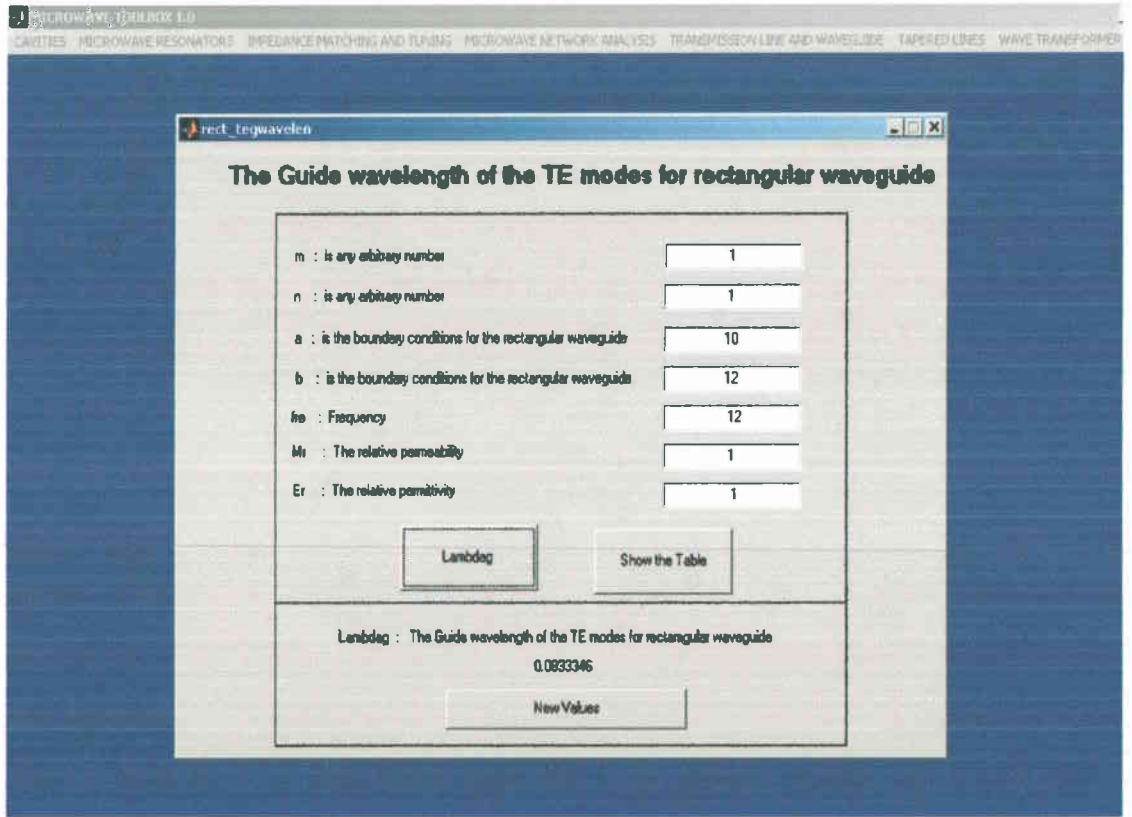 MICROWAVE TOOLBOX 1.0
CAVITIES MICROWAVE RESONATORS IMPEDANCE MATCHING AND TUNING MICROWAVE NETWORK ANALYSIS TRANSMISSION LINE AND WAVEGUIDE TAPERED LINES WAVE TRANSFORMER
rect_tegwavelen
The Guide wavelength of the TE modes for rectangular waveguide
m : is any arbitrary number 1
n : is any arbitrary number 1
a : is the boundary conditions for the rectangular waveguide 10
b : is the boundary conditions for the rectangular waveguide 12
fre : Frequency 12
Mr : The relative permeability 1
Er : The relative permittivity 1
Lambdag Show the Table
Lambdag : The Guide wavelength of the TE modes for rectangular waveguide
0.0833346
New Values